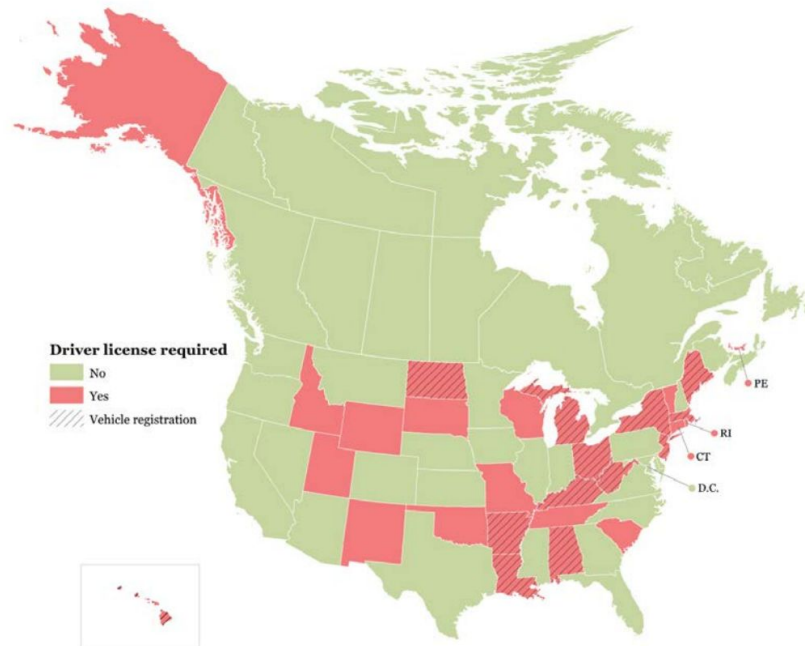 Driver license required
No
Yes
Vehicle registration
PE
RI
CT
D.C.